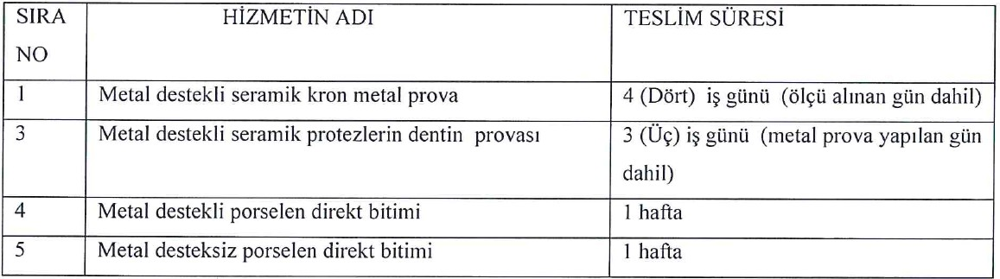 SIRA NO HİZMETİN ADI TESLİM SÜRESİ
1 Metal destekli seramik kron metal prova 4 (Dört) iş günü (ölçü alınan gün dahil)
3 Metal destekli seramik protezlerin dentin provası 3 (Üç) iş günü (metal prova yapılan gün
dahil)
4 Metal destekli porselen direkt bitimi 1 hafta
5 Metal desteksiz porselen direkt bitimi 1 hafta